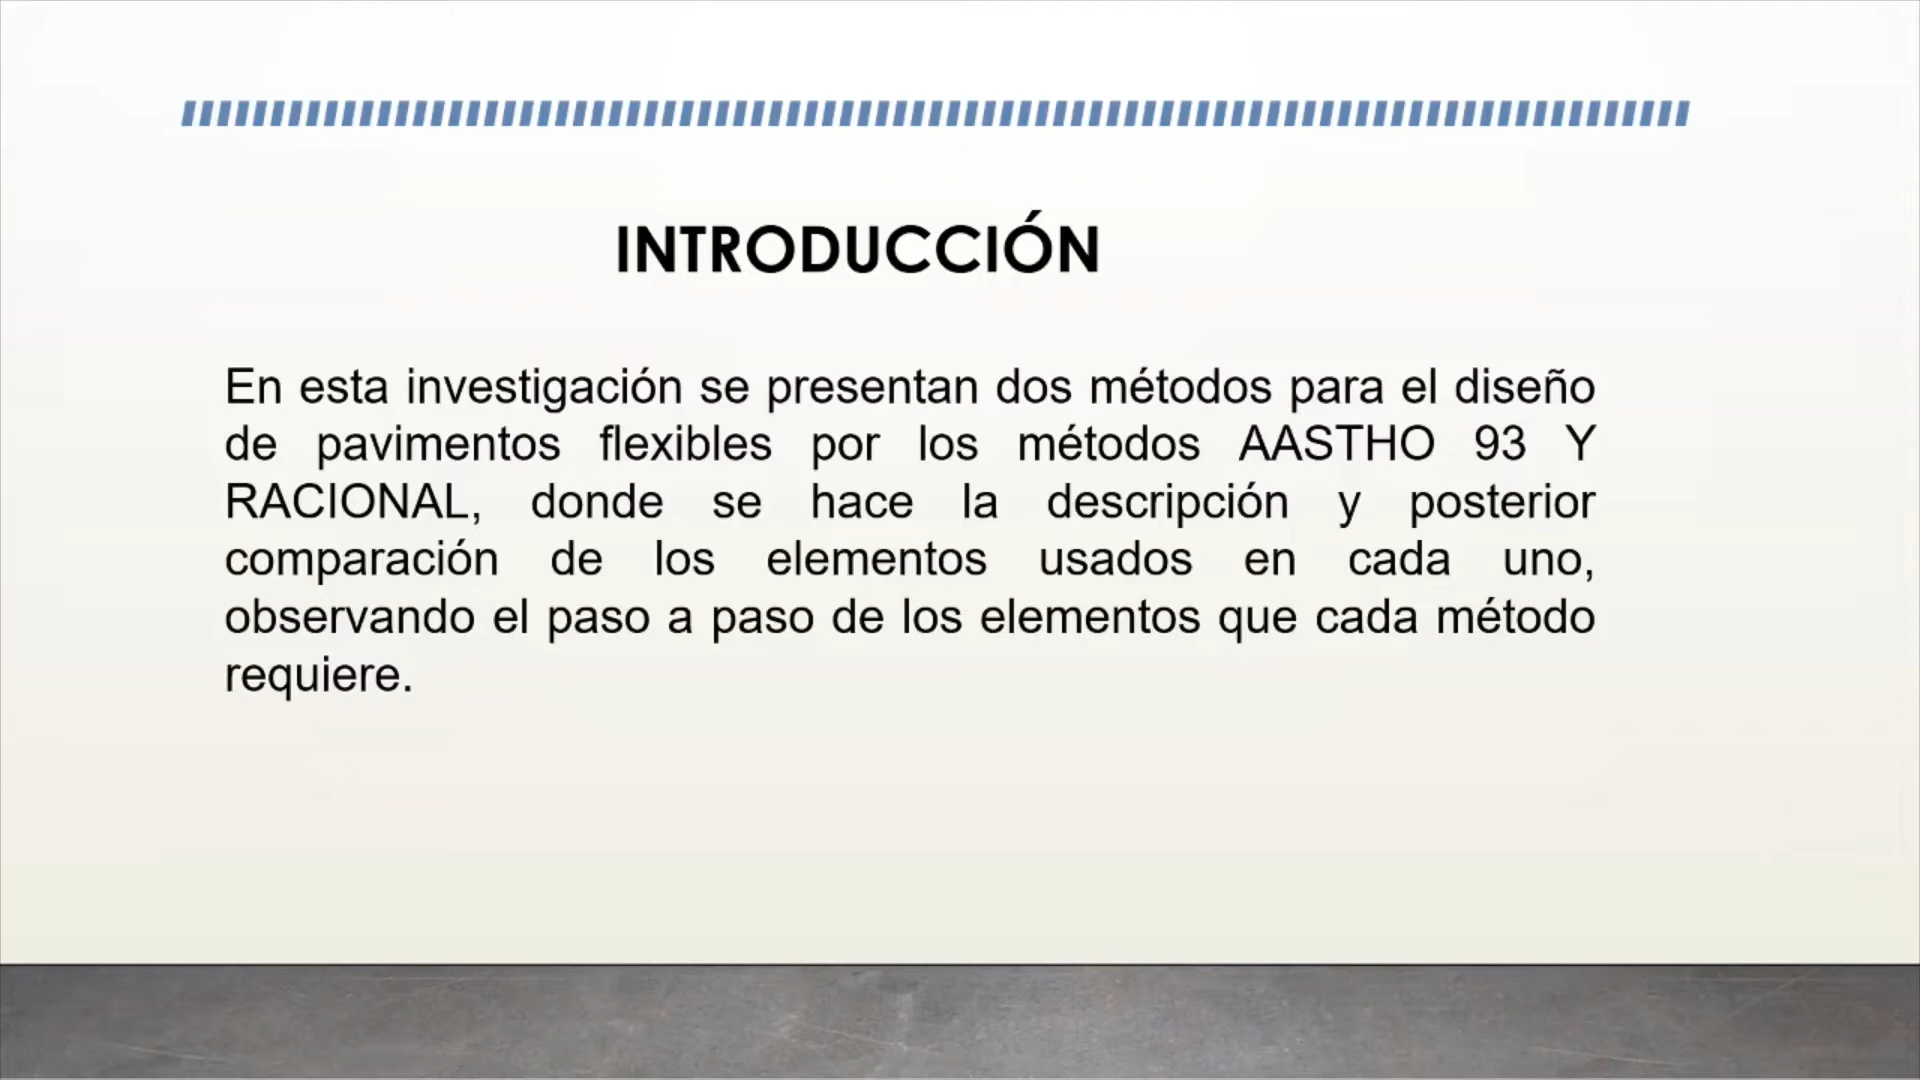 INTRODUCCIÓN
En esta investigación se presentan dos métodos para el diseño
de pavimentos flexibles por los métodos AASTHO 93 Y
RACIONAL, donde se hace la descripción y posterior
comparación de los elementos usados en cada uno,
observando el paso a paso de los elementos que cada método
requiere.